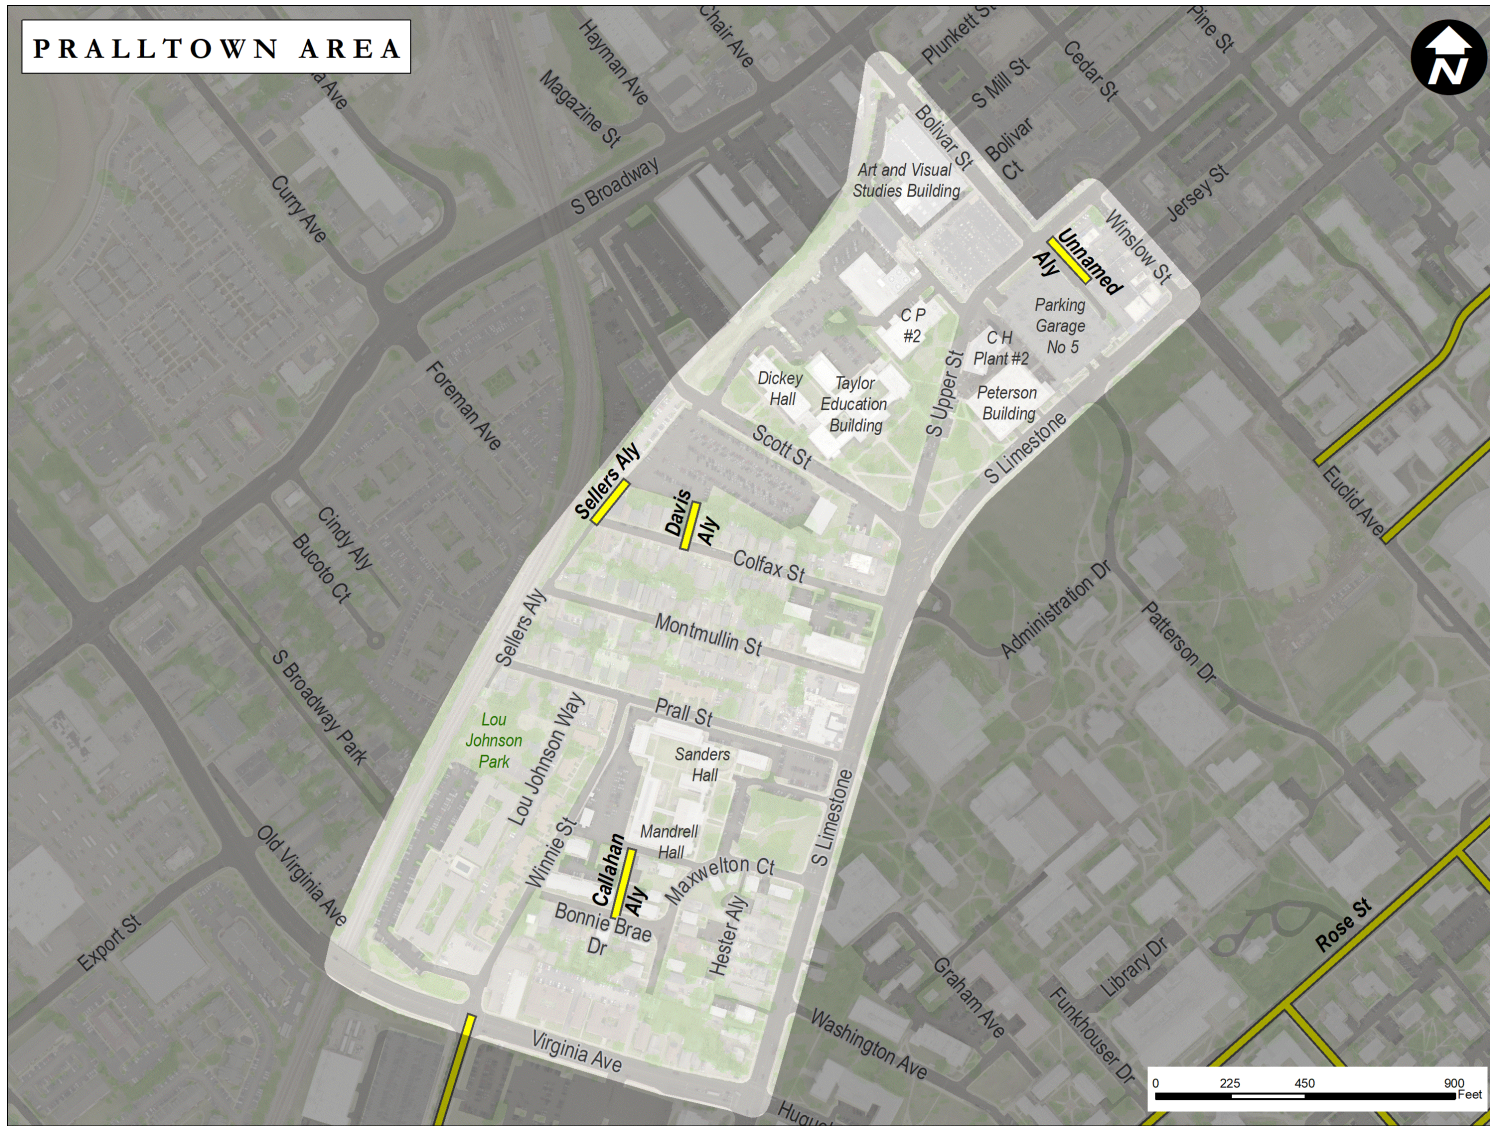 PRALLTOWN AREA
N
Chair Ave
Hayman Ave
Magazine St
S Broadway
Curry Ave
Plunkett St
S Mill St
Cedar St
Pine St
Bolivar St
Bolivar
Ct
Jersey St
Winslow St
Art and Visual
Studies Building
Unnamed
Aly
Parking
Garage
No 5
C P
#2
C H
Plant #2
Peterson
Building
Dickey
Hall
Taylor
Education
Building
S Upper St
S Limestone
Scott St
Foreman Ave
Sellers Aly
Davis
Aly
Colfax St
Cindy Aly
Bucoto Ct
Euclid Ave
Administration Dr
Patterson Dr
Sellers Aly
Montmullin St
S Broadway Park
Prall St
Lou
Johnson
Park
Lou Johnson Way
Sanders
Hall
S Limestone
Winnie St
Mandrell
Hall
Callahan
Aly
Maxwelton Ct
Bonnie Brae
Dr
Hester Aly
Old Virginia Ave
Export St
Virginia Ave
Washington Ave
Graham Ave
Funkhouser Dr
Library Dr
Rose St
0 225 450 900
Feet